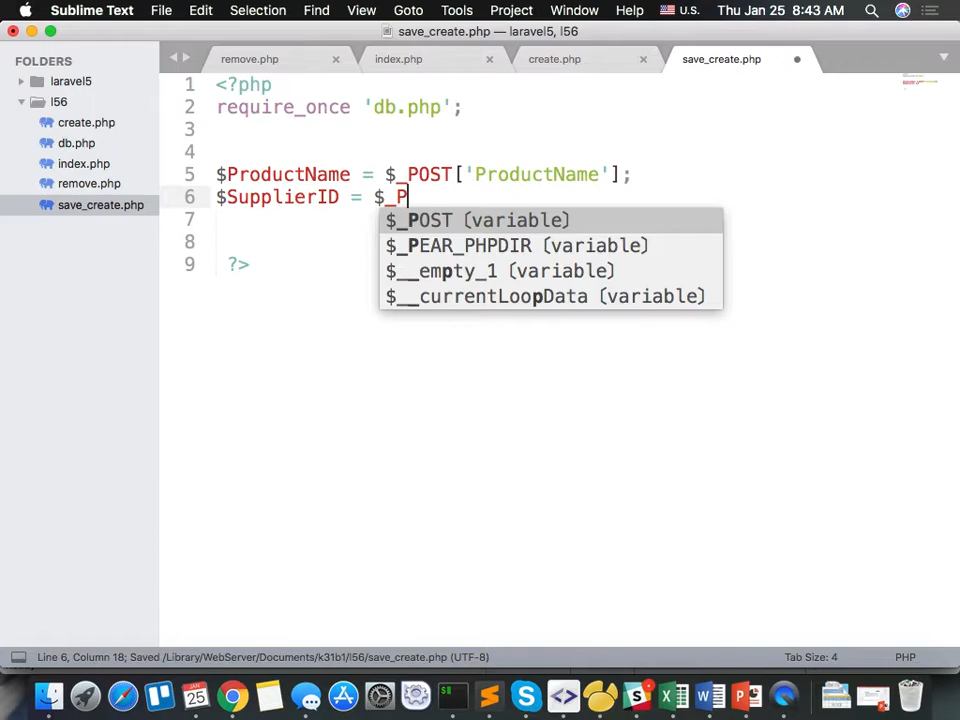 Sublime Text File Edit Selection Find View Goto Tools Project Window Help U.S. Thu Jan 25 8:43 AM
save_create.php — laravel5, l56
FOLDERS
laravel5
l56
create.php
db.php
index.php
remove.php
save_create.php
remove.php × index.php × create.php × save_create.php
1 <?php
2 require_once 'db.php';
3
4
5 $ProductName = $_POST['ProductName'];
6 $SupplierID = $_P
7
8
9 ?>
$_POST (variable)
$_PEAR_PHPDIR (variable)
$__empty_1 (variable)
$__currentLoopData (variable)
Line 6, Column 18; Saved /Library/WebServer/Documents/k31b1/l56/save_create.php (UTF-8) Tab Size: 4 PHP
JAN
25